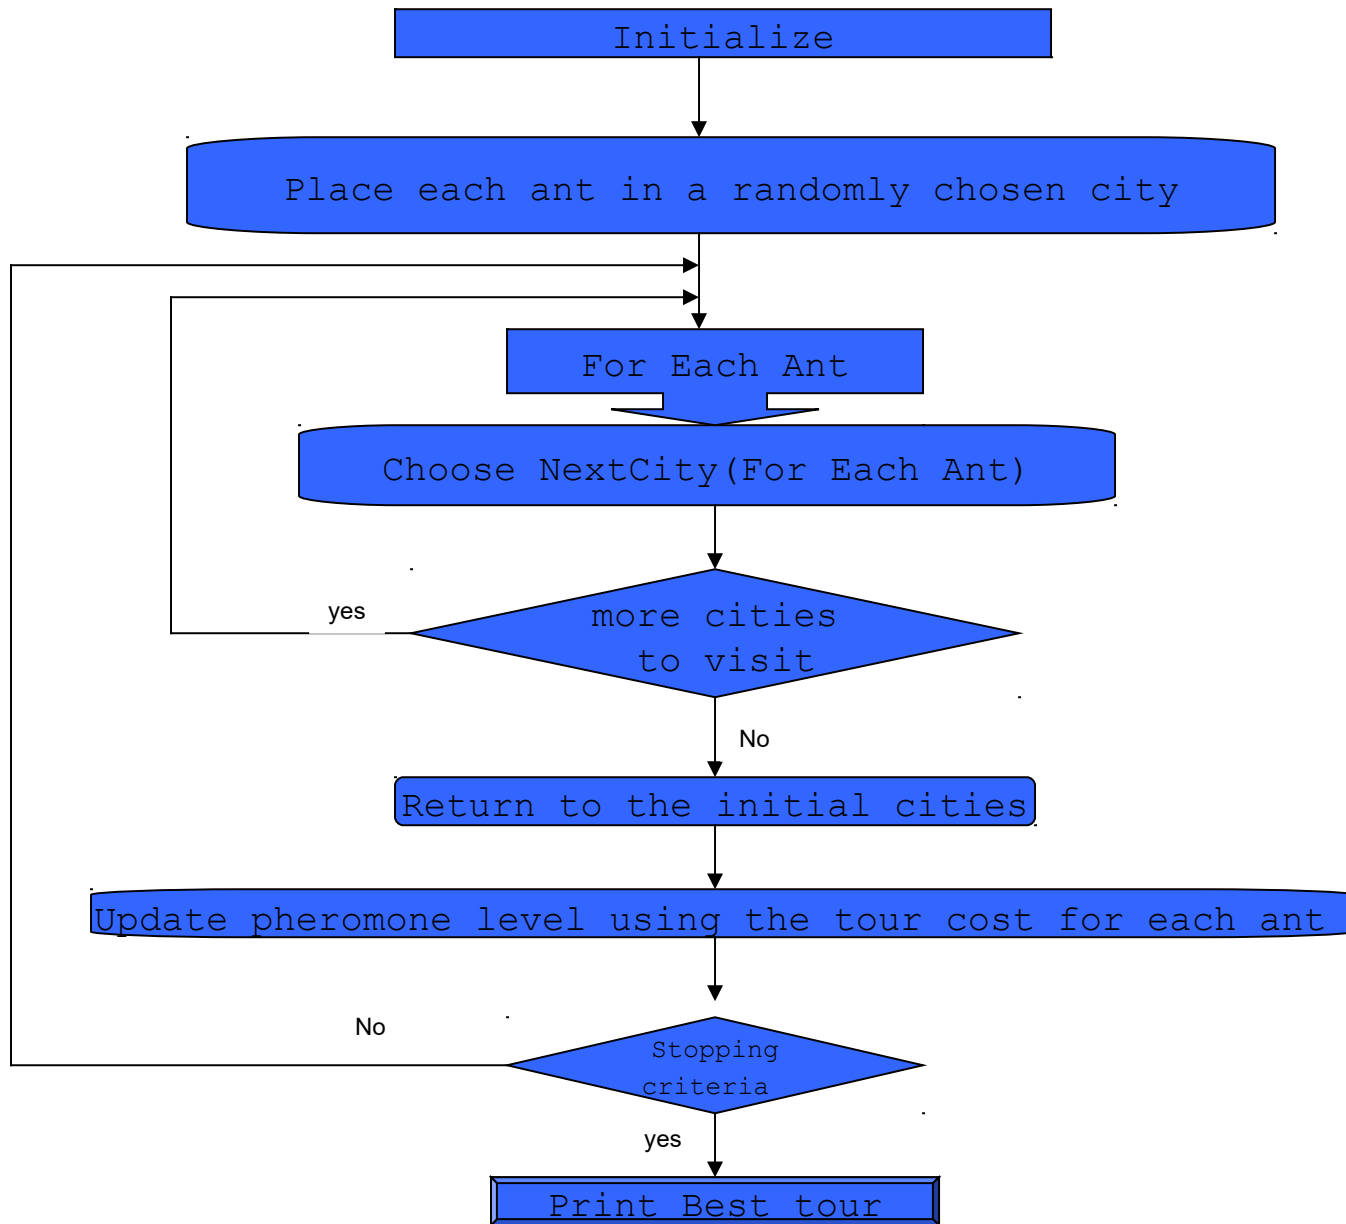 Initialize
Place each ant in a randomly chosen city
For Each Ant
Choose NextCity(For Each Ant)
yes
more cities
to visit
No
Return to the initial cities
Update pheromone level using the tour cost for each ant
No
Stopping
criteria
yes
Print Best tour